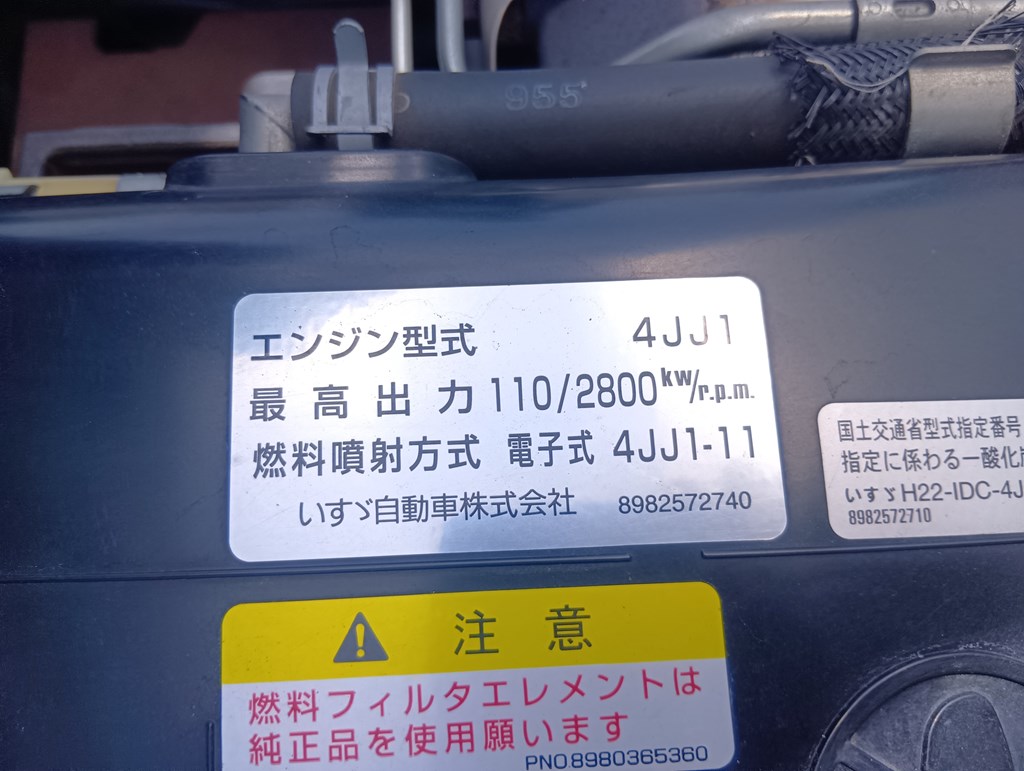 955
エンジン型式 4JJ1
最高出力 110/2800kW/r.p.m.
燃料噴射方式 電子式 4JJ1-11
いすゞ自動車株式会社 8982572740
国土交通省型式指定番号
指定に係わる一酸化
いすゞH22-IDC-4J
8982572710
注意
燃料フィルタエレメントは
純正品を使用願います
PNO.8980365360